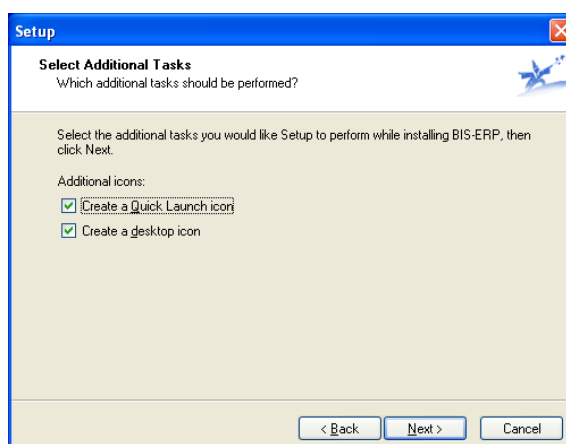 Setup
Select Additional Tasks
Which additional tasks should be performed?
Select the additional tasks you would like Setup to perform while installing BIS-ERP, then
click Next.
Additional icons:
Create a Quick Launch icon
Create a desktop icon
< Back
Next >
Cancel